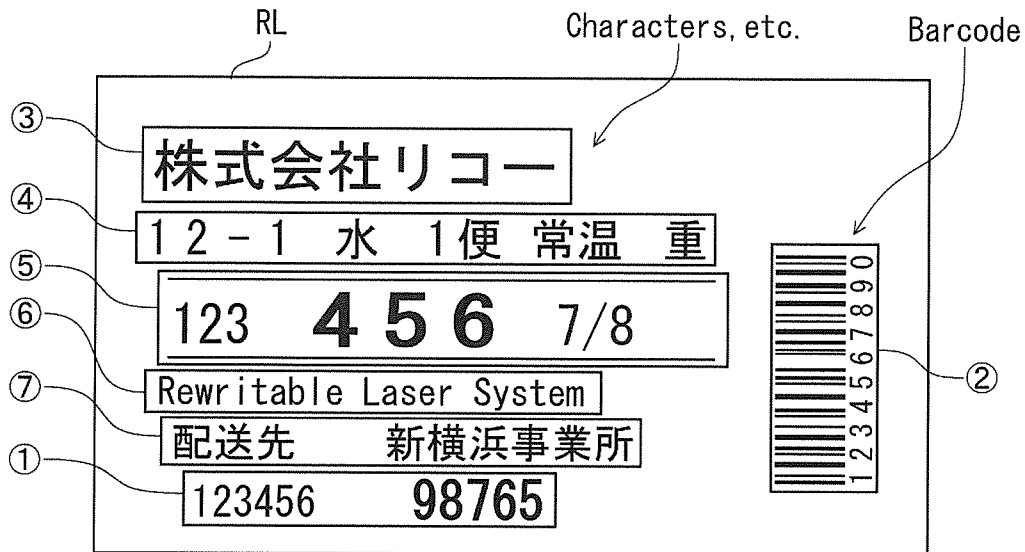 RL
Characters, etc.
Barcode
③
株式会社リコー
④
12-1 水 1便 常温 重
⑤
123 456 7/8
⑥
Rewritable Laser System
⑦
配送先 新横浜事業所
①
123456 98765
1234567890
②